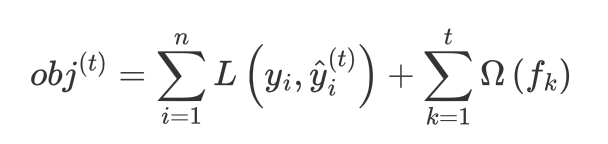 obj^{(t)} = \sum_{i=1}^{n} L\left(y_i, \hat{y}_i^{(t)}\right) + \sum_{k=1}^{t} \Omega\left(f_k\right)